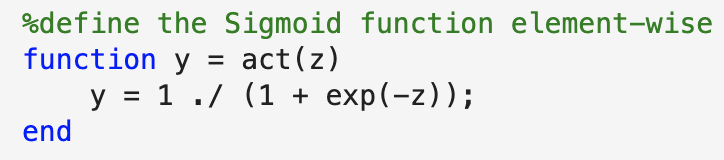 %define the Sigmoid function element-wise
function y = act(z)
    y = 1 ./ (1 + exp(-z));
end